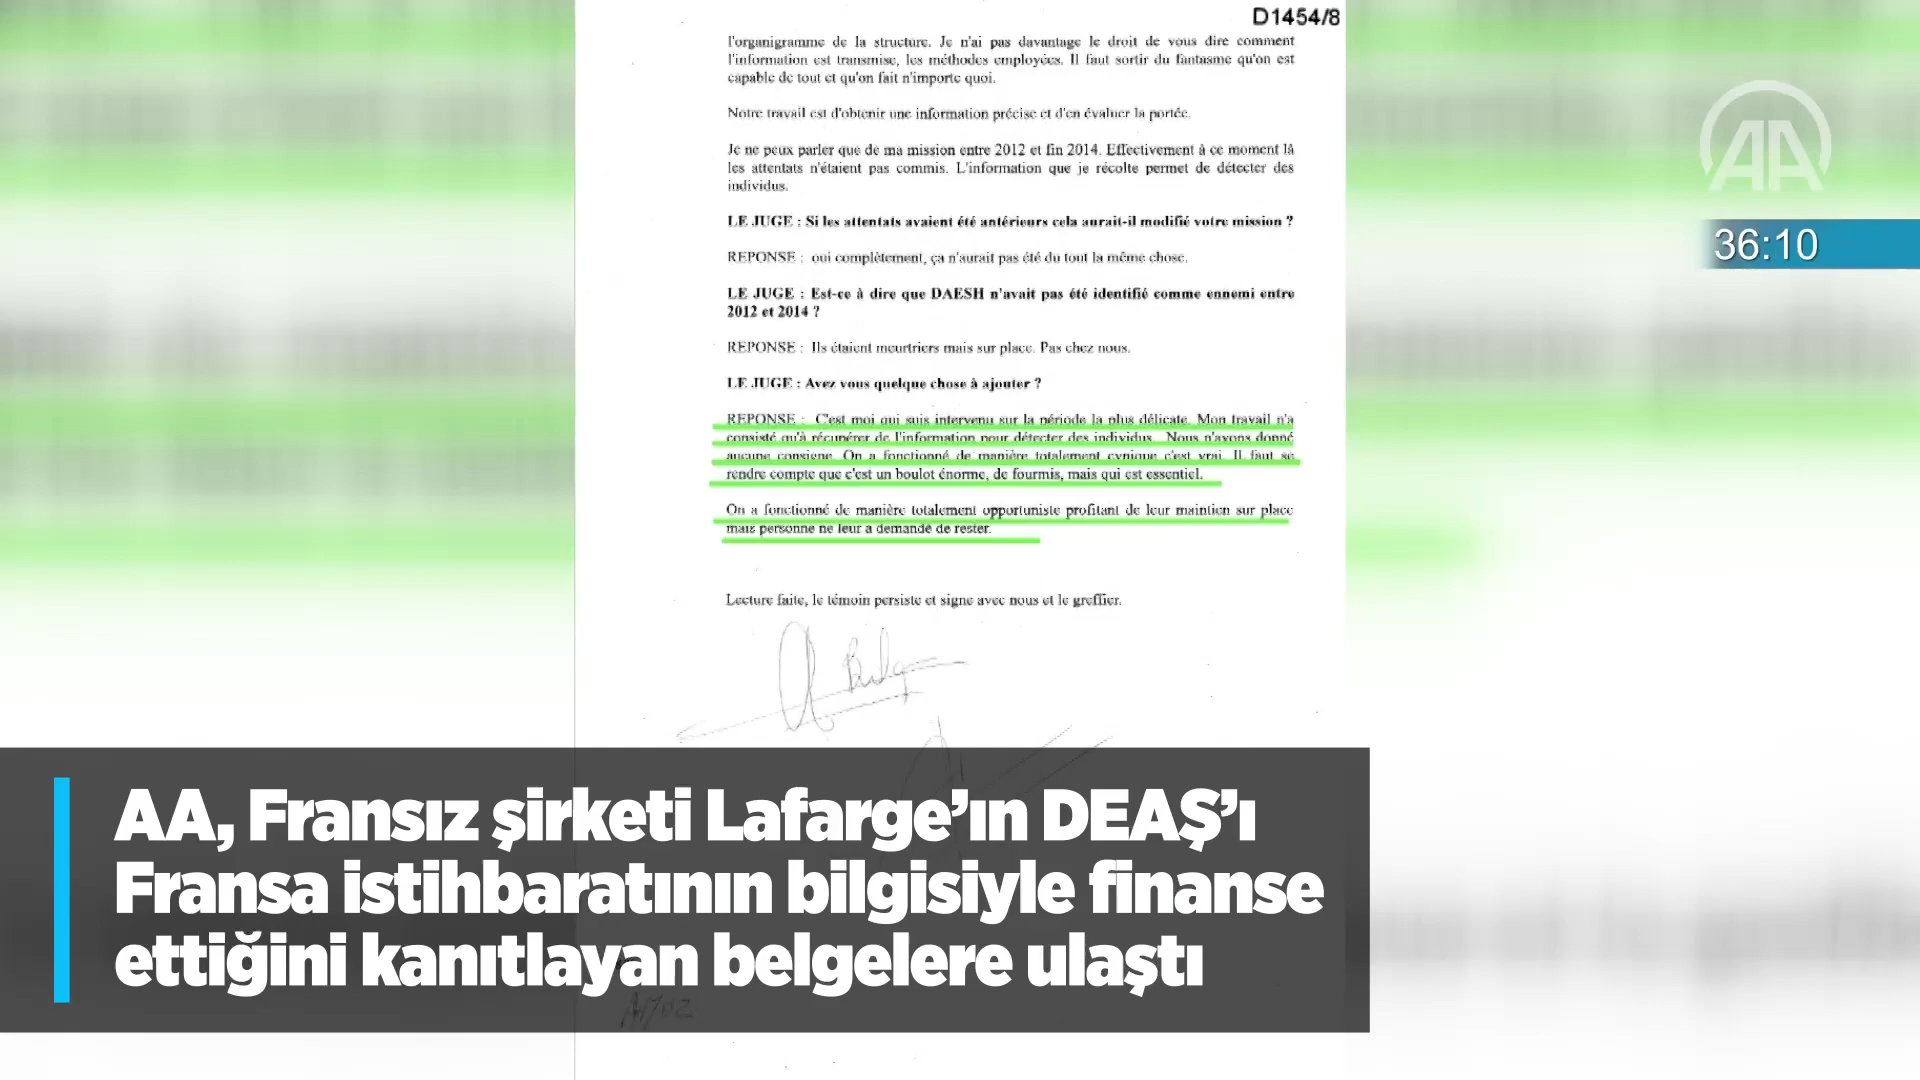 D1454/8
l'organigramme de la structure. Je n'ai pas davantage le droit de vous dire comment
l'information est transmise, les méthodes employées. Il faut sortir du fantasme qu'on est
capable de tout et qu'on fait n'importe quoi.
Notre travail est d'obtenir une information précise et d'en évaluer la portée.
Je ne peux parler que de ma mission entre 2012 et fin 2014. Effectivement à ce moment là
les attentats n'étaient pas commis. L'information que je récolte permet de détecter des
individus.
LE JUGE : Si les attentats avaient été antérieurs cela aurait-il modifié votre mission ?
REPONSE : oui complètement, ça n'aurait pas été du tout la même chose.
LE JUGE : Est-ce à dire que DAESH n'avait pas été identifié comme ennemi entre
2012 et 2014 ?
REPONSE : Ils étaient meurtriers mais sur place. Pas chez nous.
LE JUGE : Avez vous quelque chose à ajouter ?
REPONSE : C'est moi qui suis intervenu sur la période la plus délicate. Mon travail n'a
consisté qu'à récupérer de l'information pour détecter des individus. Nous n'avons donné
aucune consigne. On a fonctionné de manière totalement cynique c'est vrai. Il faut se
rendre compte que c'est un boulot énorme, de fourmis, mais qui est essentiel.
On a fonctionné de manière totalement opportuniste profitant de leur maintien sur place
mais personne ne leur a demandé de rester.
Lecture faite, le témoin persiste et signe avec nous et le greffier.
AA
36:10
AA, Fransız şirketi Lafarge’ın DEAŞ’ı
Fransa istihbaratının bilgisiyle finanse
ettiğini kanıtlayan belgelere ulaştı